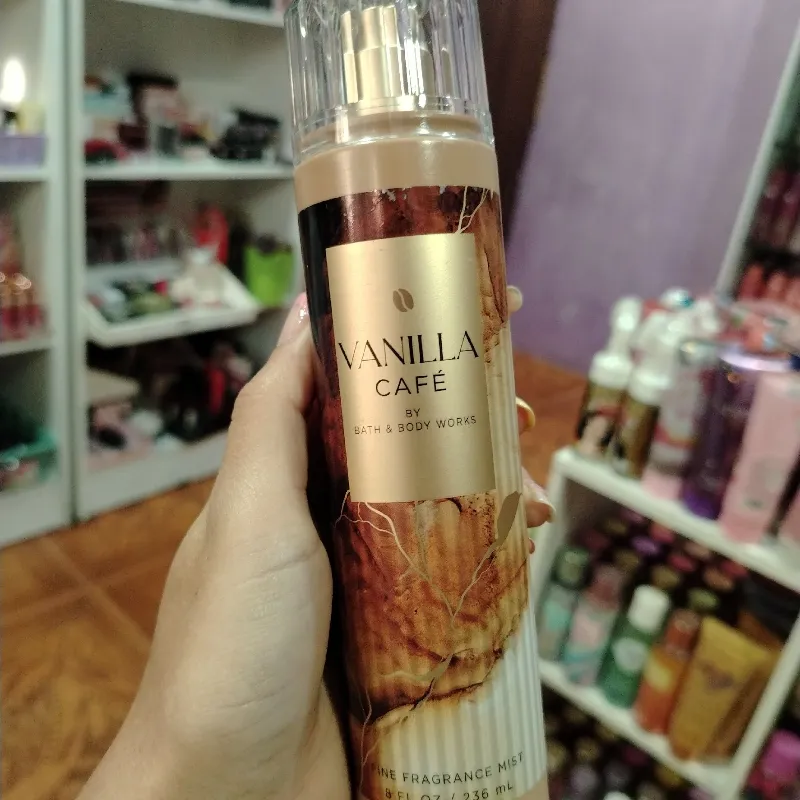 VANILLA
CAFÉ
BY
BATH & BODY WORKS
FINE FRAGRANCE MIST
8 FL OZ / 236 mL